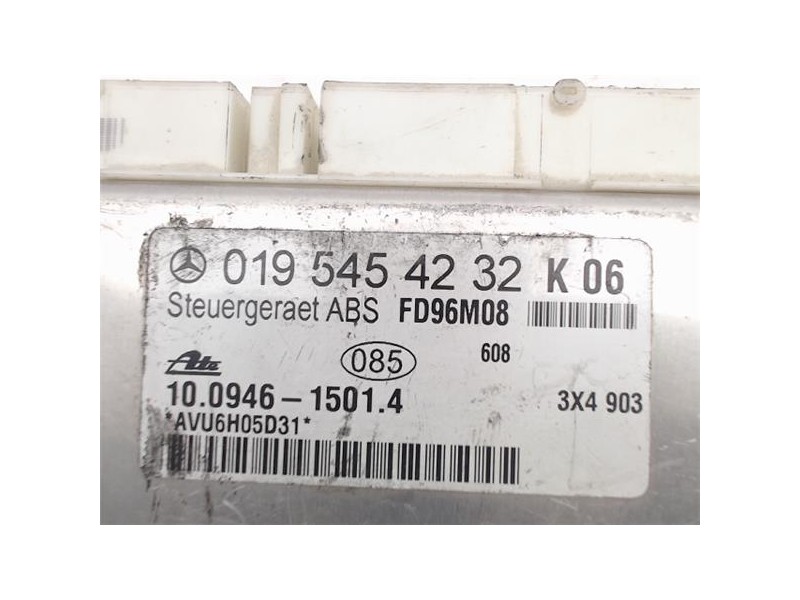 019 545 42 32 K 06
Steuergeraet ABS FD96M08
Ate 085 608
10.0946-1501.4 3X4 903
*AVU6H05D31*